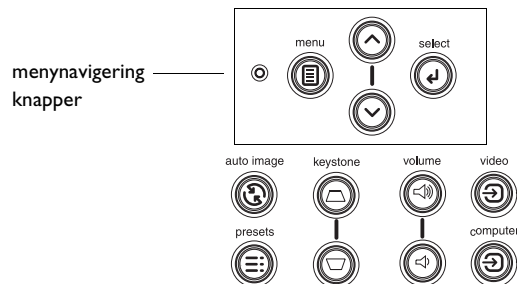 menu
select
menynavigering
knapper
auto image
keystone
volume
video
presets
computer